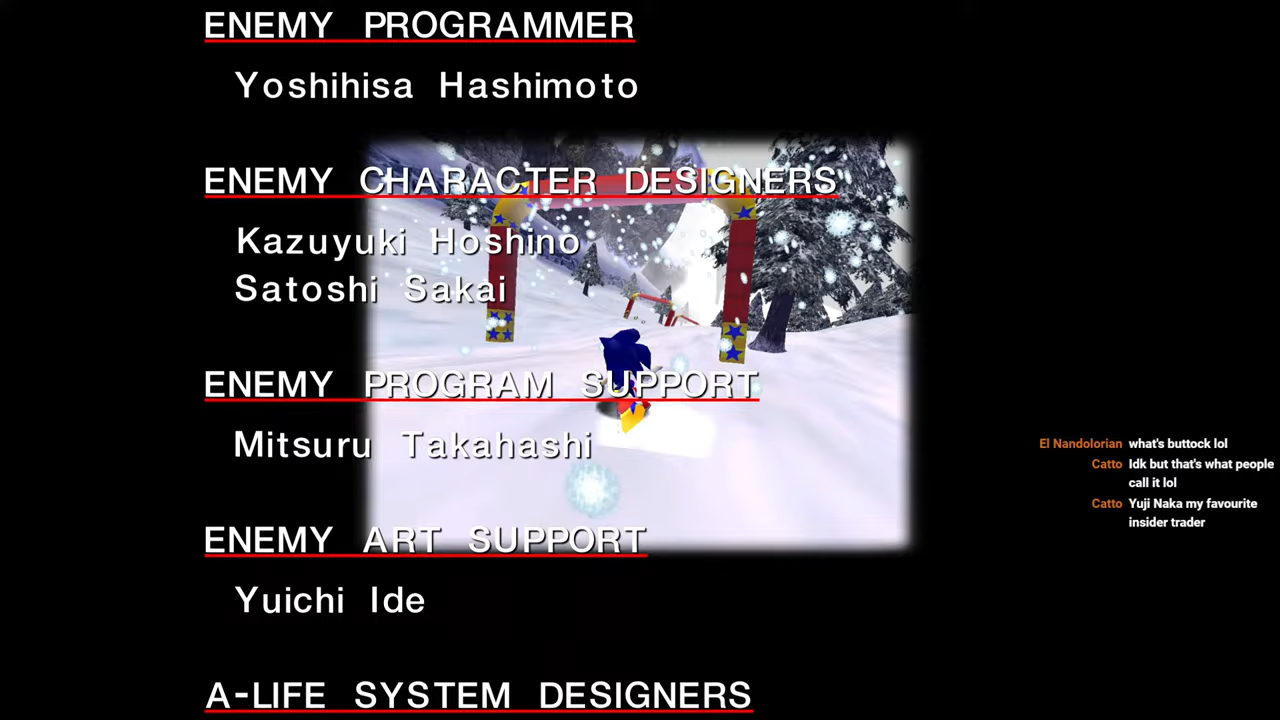 ENEMY PROGRAMMER
Yoshihisa Hashimoto
ENEMY CHARACTER DESIGNERS
Kazuyuki Hoshino
Satoshi Sakai
ENEMY PROGRAM SUPPORT
Mitsuru Takahashi
ENEMY ART SUPPORT
Yuichi Ide
A-LIFE SYSTEM DESIGNERS
El Nandolorian what's buttock lol
Catto Idk but that's what people
call it lol
Catto Yuji Naka my favourite
insider trader